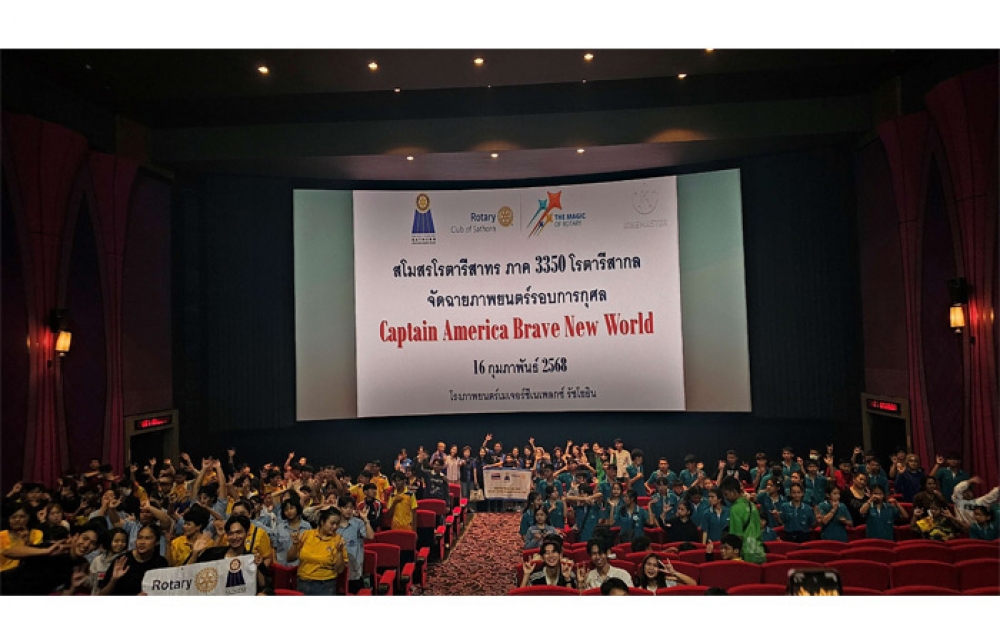 Rotary
Club of Sathorn
THE MAGIC
OF ROTARY
SATHORN
สโมสรโรตารีสาทร ภาค 3350 โรตารีสากล
จัดฉายภาพยนตร์รอบการกุศล
Captain America Brave New World
16 กุมภาพันธ์ 2568
โรงภาพยนตร์เมเจอร์ซีเนเพลกซ์ รัชโยธิน
Rotary